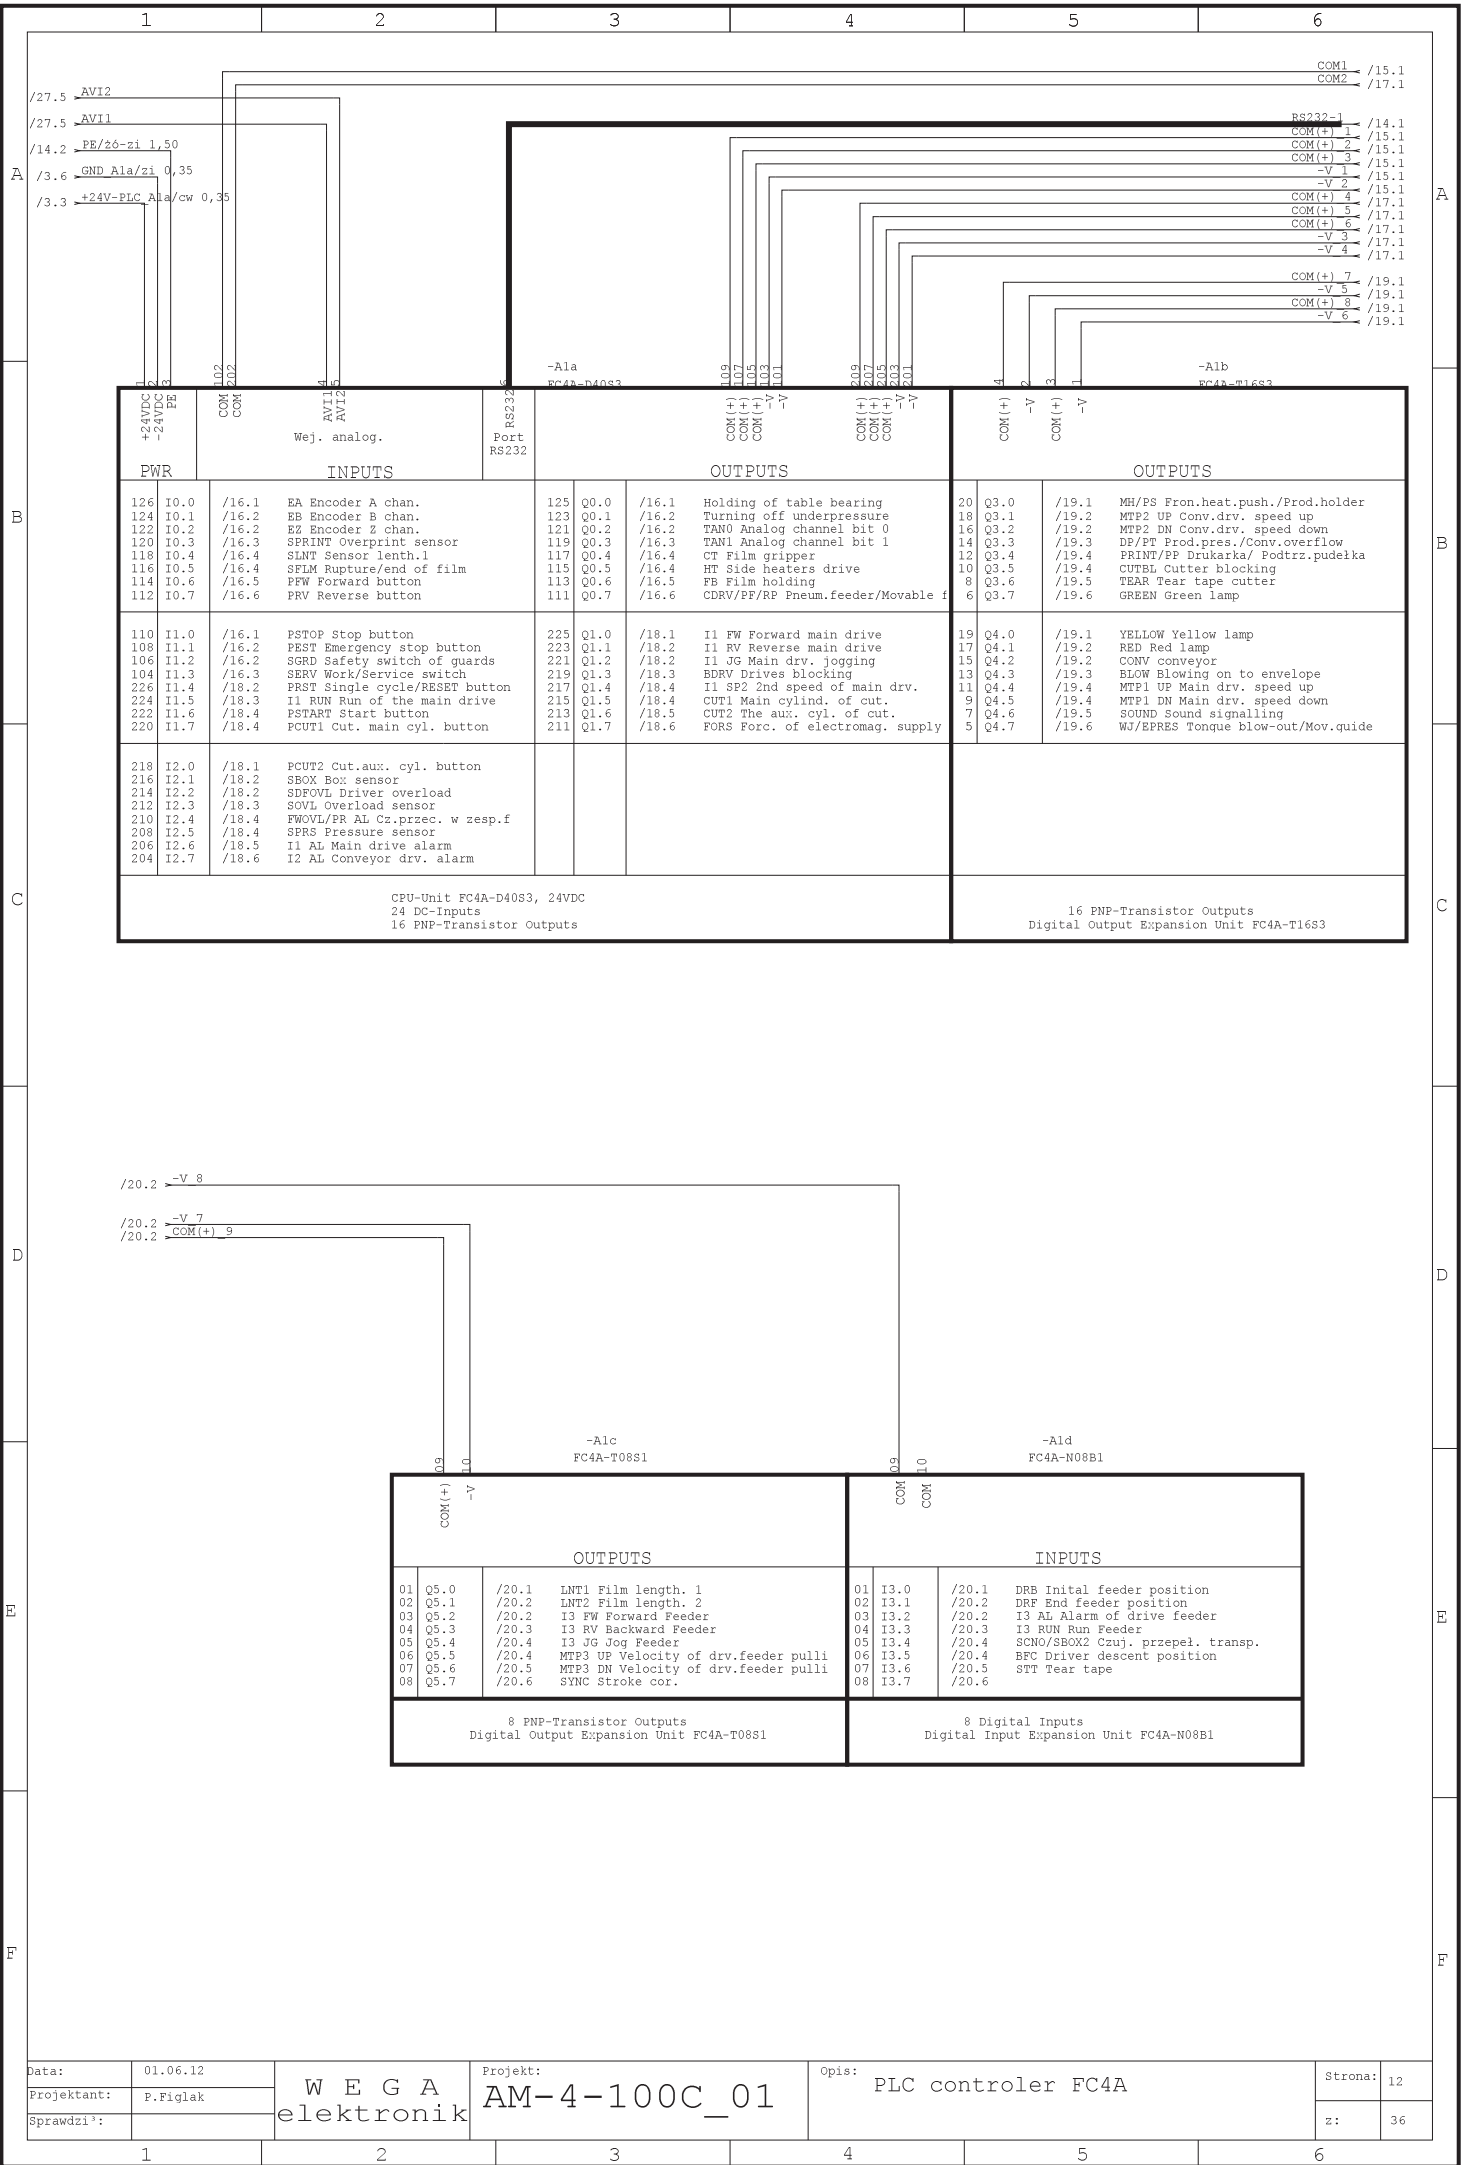 1 2 3 4 5 6
COM1 /15.1
COM2 /17.1
/27.5 AVI2
/27.5 AVI1
RS232-1 /14.1
COM(+)_1 /15.1
/14.2 PE/żó-zi 1,50
COM(+)_2 /15.1
COM(+)_3 /15.1
A
/3.6 GND_A1a/zi 0,35
-V_1 /15.1
-V_2 /15.1
A
/3.3 +24V-PLC_A1a/cw 0,35
COM(+)_4 /17.1
COM(+)_5 /17.1
COM(+)_6 /17.1
-V_3 /17.1
-V_4 /17.1
COM(+)_7 /19.1
-V_5 /19.1
COM(+)_8 /19.1
-V_6 /19.1
-A1a
FC4A-D40S3
-A1b
FC4A-T16S3
1 2 3 102 202 4 5 6 109 107 105 103 101 209 207 205 203 201 4 2 3 1
+24VDC -24VDC PE COM COM AVI1 AVI2 RS232 COM(+) COM(+) COM(+) -V -V COM(+) COM(+) COM(+) -V -V COM(+) -V COM(+) -V
Wej. analog.
Port
RS232
PWR INPUTS OUTPUTS OUTPUTS
126 I0.0 /16.1 EA Encoder A chan. 125 Q0.0 /16.1 Holding of table bearing 20 Q3.0 /19.1 MH/PS Fron.heat.push./Prod.holder
124 I0.1 /16.2 EB Encoder B chan. 123 Q0.1 /16.2 Turning off underpressure 18 Q3.1 /19.2 MTP2 UP Conv.drv. speed up
122 I0.2 /16.2 EZ Encoder Z chan. 121 Q0.2 /16.2 TAN0 Analog channel bit 0 16 Q3.2 /19.2 MTP2 DN Conv.drv. speed down
120 I0.3 /16.3 SPRINT Overprint sensor 119 Q0.3 /16.3 TAN1 Analog channel bit 1 14 Q3.3 /19.3 DP/PT Prod.pres./Conv.overflow
118 I0.4 /16.4 SLNT Sensor lenth.1 117 Q0.4 /16.4 CT Film gripper 12 Q3.4 /19.4 PRINT/PP Drukarka/ Podtrz.pudełka
116 I0.5 /16.4 SFLM Rupture/end of film 115 Q0.5 /16.4 HT Side heaters drive 10 Q3.5 /19.4 CUTBL Cutter blocking
114 I0.6 /16.5 PFW Forward button 113 Q0.6 /16.5 FB Film holding 8 Q3.6 /19.5 TEAR Tear tape cutter
112 I0.7 /16.6 PRV Reverse button 111 Q0.7 /16.6 CDRV/PF/RP Pneum.feeder/Movable f 6 Q3.7 /19.6 GREEN Green lamp
B
B
110 I1.0 /16.1 PSTOP Stop button 225 Q1.0 /18.1 I1 FW Forward main drive 19 Q4.0 /19.1 YELLOW Yellow lamp
108 I1.1 /16.2 PEST Emergency stop button 223 Q1.1 /18.2 I1 RV Reverse main drive 17 Q4.1 /19.2 RED Red lamp
106 I1.2 /16.2 SGRD Safety switch of guards 221 Q1.2 /18.2 I1 JG Main drv. jogging 15 Q4.2 /19.2 CONV conveyor
104 I1.3 /16.3 SERV Work/Service switch 219 Q1.3 /18.3 BDRV Drives blocking 13 Q4.3 /19.3 BLOW Blowing on to envelope
226 I1.4 /18.2 PRST Single cycle/RESET button 217 Q1.4 /18.4 I1 SP2 2nd speed of main drv. 11 Q4.4 /19.4 MTP1 UP Main drv. speed up
224 I1.5 /18.3 I1 RUN Run of the main drive 215 Q1.5 /18.4 CUT1 Main cylind. of cut. 9 Q4.5 /19.4 MTP1 DN Main drv. speed down
222 I1.6 /18.4 PSTART Start button 213 Q1.6 /18.5 CUT2 The aux. cyl. of cut. 7 Q4.6 /19.5 SOUND Sound signalling
220 I1.7 /18.4 PCUT1 Cut. main cyl. button 211 Q1.7 /18.6 FORS Forc. of electromag. supply 5 Q4.7 /19.6 WJ/EPRES Tongue blow-out/Mov.guide
218 I2.0 /18.1 PCUT2 Cut.aux. cyl. button
216 I2.1 /18.2 SBOX Box sensor
214 I2.2 /18.2 SDFOVL Driver overload
212 I2.3 /18.3 SOVL Overload sensor
210 I2.4 /18.4 FWOVL/PR AL Cz.przec. w zesp.f
208 I2.5 /18.4 SPRS Pressure sensor
206 I2.6 /18.5 I1 AL Main drive alarm
204 I2.7 /18.6 I2 AL Conveyor drv. alarm
C
C
CPU-Unit FC4A-D40S3, 24VDC
24 DC-Inputs
16 PNP-Transistor Outputs
16 PNP-Transistor Outputs
Digital Output Expansion Unit FC4A-T16S3
/20.2 -V_8
/20.2 -V_7
/20.2 COM(+)_9
D
D
-A1c
FC4A-T08S1
-A1d
FC4A-N08B1
09 10 09 10
COM(+) -V COM COM
OUTPUTS INPUTS
01 Q5.0 /20.1 LNT1 Film length. 1 01 I3.0 /20.1 DRB Inital feeder position
02 Q5.1 /20.2 LNT2 Film length. 2 02 I3.1 /20.2 DRF End feeder position
03 Q5.2 /20.2 I3 FW Forward Feeder 03 I3.2 /20.2 I3 AL Alarm of drive feeder
04 Q5.3 /20.3 I3 RV Backward Feeder 04 I3.3 /20.3 I3 RUN Run Feeder
05 Q5.4 /20.4 I3 JG Jog Feeder 05 I3.4 /20.4 SCNO/SBOX2 Czuj. przepeł. transp.
06 Q5.5 /20.4 MTP3 UP Velocity of drv.feeder pulli 06 I3.5 /20.4 BFC Driver descent position
07 Q5.6 /20.5 MTP3 DN Velocity of drv.feeder pulli 07 I3.6 /20.5 STT Tear tape
08 Q5.7 /20.6 SYNC Stroke cor. 08 I3.7 /20.6
E
E
8 PNP-Transistor Outputs
Digital Output Expansion Unit FC4A-T08S1
8 Digital Inputs
Digital Input Expansion Unit FC4A-N08B1
F
F
Data: 01.06.12
Projektant: P.Figlak
Sprawdzi³:
W E G A
elektronik
Projekt:
AM-4-100C_01
Opis:
PLC controler FC4A
Strona: 12
z: 36
1 2 3 4 5 6